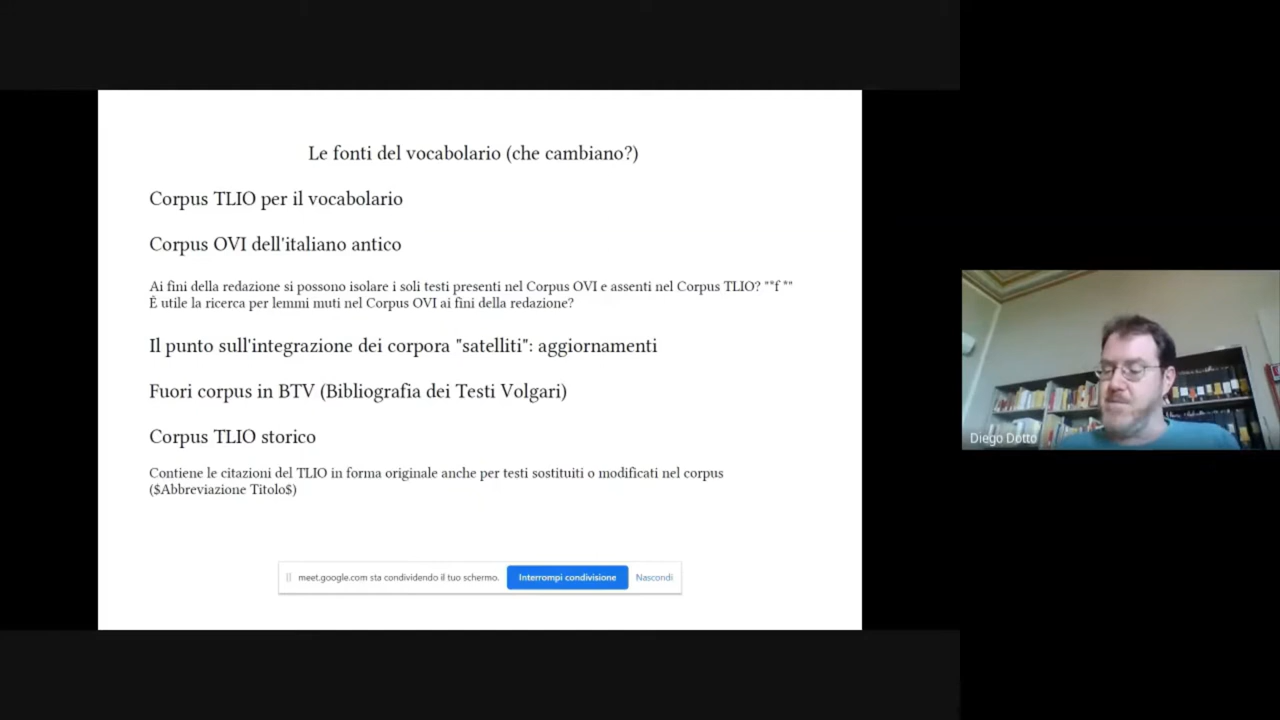 Le fonti del vocabolario (che cambiano?)
Corpus TLIO per il vocabolario
Corpus OVI dell'italiano antico
Ai fini della redazione si possono isolare i soli testi presenti nel Corpus OVI e assenti nel Corpus TLIO? "*f *"
È utile la ricerca per lemmi muti nel Corpus OVI ai fini della redazione?
Il punto sull'integrazione dei corpora "satelliti": aggiornamenti
Fuori corpus in BTV (Bibliografia dei Testi Volgari)
Corpus TLIO storico
Contiene le citazioni del TLIO in forma originale anche per testi sostituiti o modificati nel corpus
($Abbreviazione Titolo$)
meet.google.com sta condividendo il tuo schermo. Interrompi condivisione Nascondi
Diego Dotto